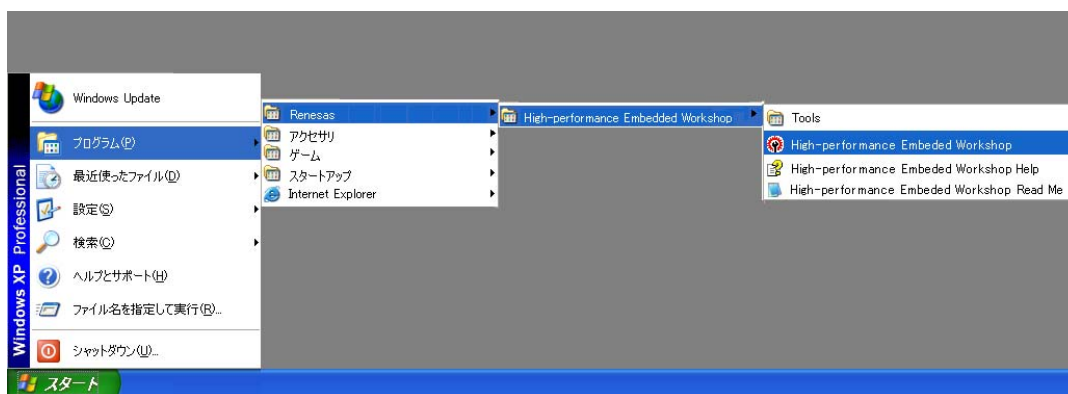 Windows XP Professional
Windows Update
プログラム(P)
最近使ったファイル(D)
設定(S)
検索(C)
ヘルプとサポート(H)
ファイル名を指定して実行(R)...
シャットダウン(U)...
スタート
Renesas
アクセサリ
ゲーム
スタートアップ
Internet Explorer
High-performance Embedded Workshop
Tools
High-performance Embeded Workshop
High-performance Embeded Workshop Help
High-performance Embeded Workshop Read Me